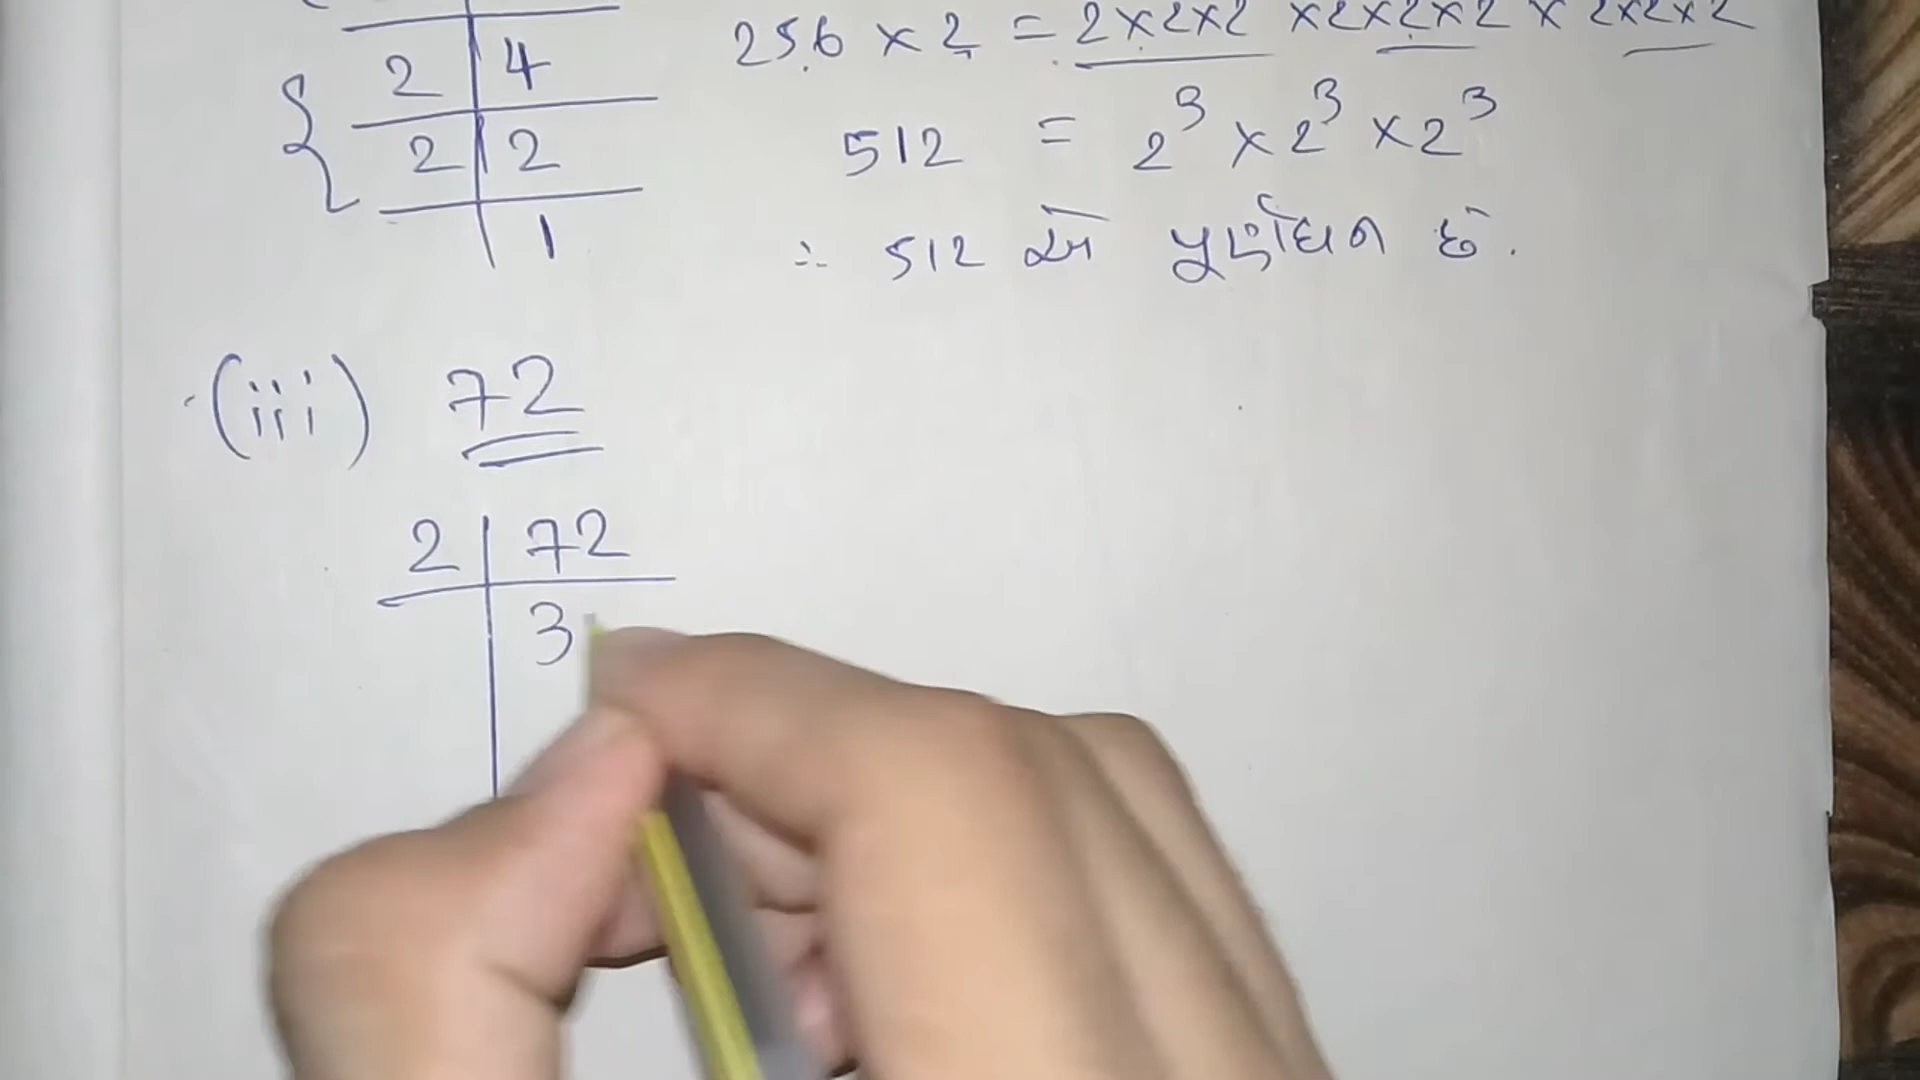 2 | 4
2 | 2
1
256 × 2 = 2×2×2 ×2×2×2 × 2×2×2
512 = 2³ × 2³ × 2³
∴ 512 એ પૂર્ણઘન છે.
(iii) 72
2 | 72
3